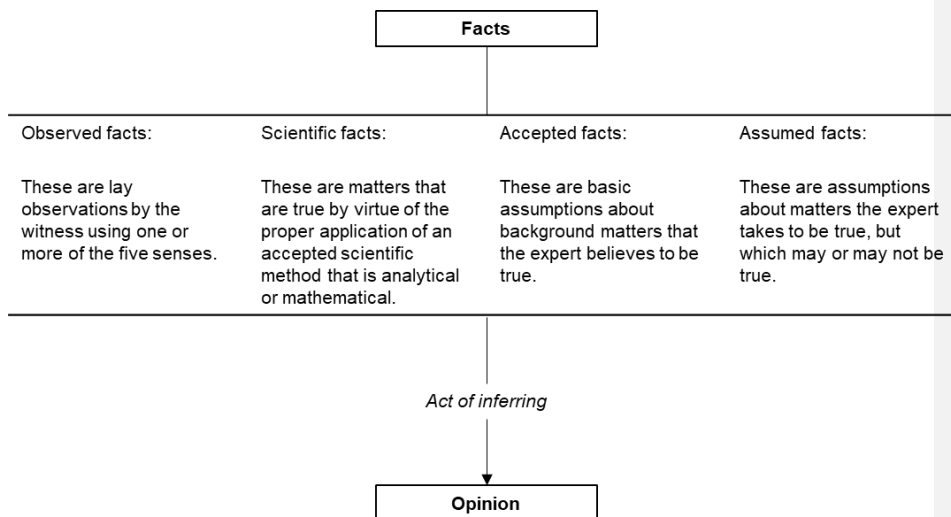 Facts
Observed facts:
These are lay
observations by the
witness using one or
more of the five senses.
Scientific facts:
These are matters that
are true by virtue of the
proper application of an
accepted scientific
method that is analytical
or mathematical.
Accepted facts:
These are basic
assumptions about
background matters that
the expert believes to be
true.
Assumed facts:
These are assumptions
about matters the expert
takes to be true, but
which may or may not be
true.
Act of inferring
Opinion